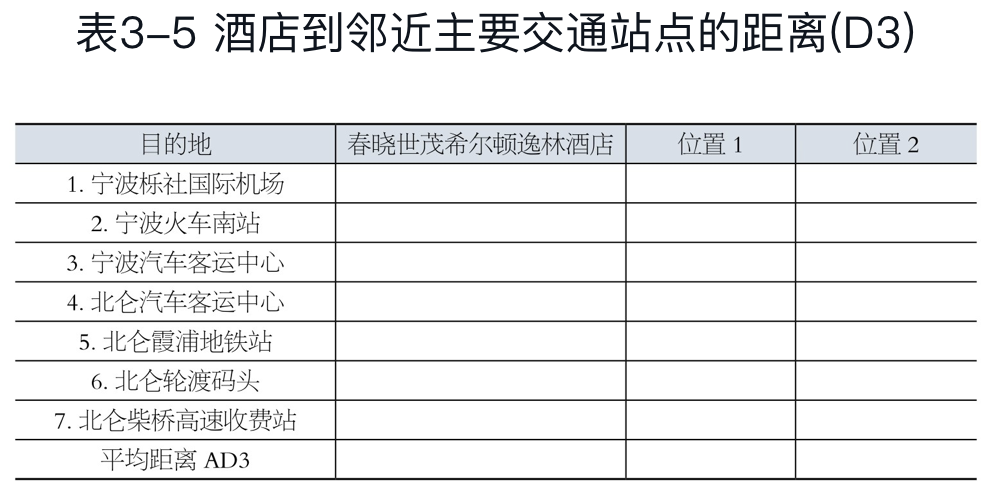 表3-5 酒店到邻近主要交通站点的距离(D3)
目的地 春晓世茂希尔顿逸林酒店 位置 1 位置 2
1. 宁波栎社国际机场
2. 宁波火车南站
3. 宁波汽车客运中心
4. 北仑汽车客运中心
5. 北仑霞浦地铁站
6. 北仑轮渡码头
7. 北仑柴桥高速收费站
平均距离 AD3